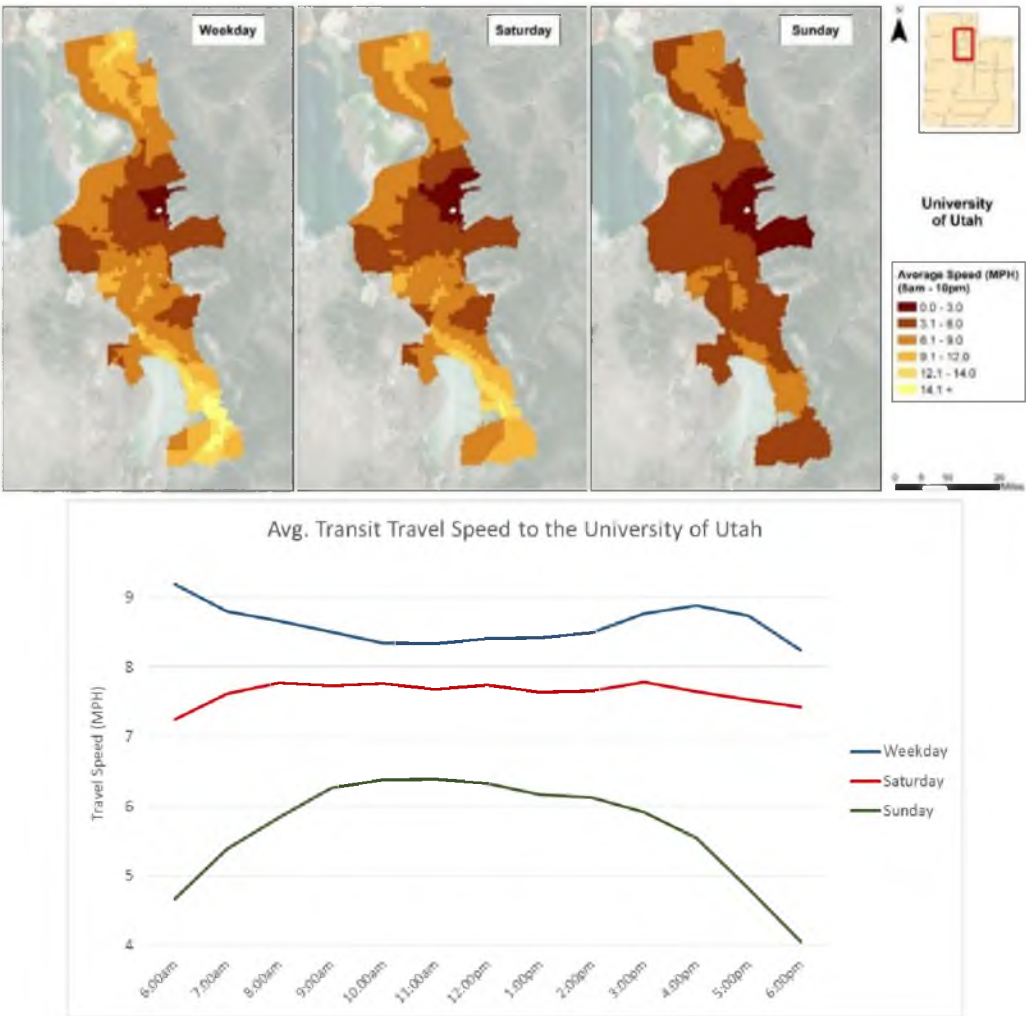 Weekday
Saturday
Sunday
N
University
of Utah
Average Speed (MPH)
(6am - 10pm)
0.0 - 3.0
3.1 - 6.0
6.1 - 9.0
9.1 - 12.0
12.1 - 14.0
14.1 +
0 5 10 20
Miles
Avg. Transit Travel Speed to the University of Utah
Travel Speed (MPH)
9
8
7
6
5
4
6:00am
7:00am
8:00am
9:00am
10:00am
11:00am
12:00pm
1:00pm
2:00pm
3:00pm
4:00pm
5:00pm
6:00pm
Weekday
Saturday
Sunday